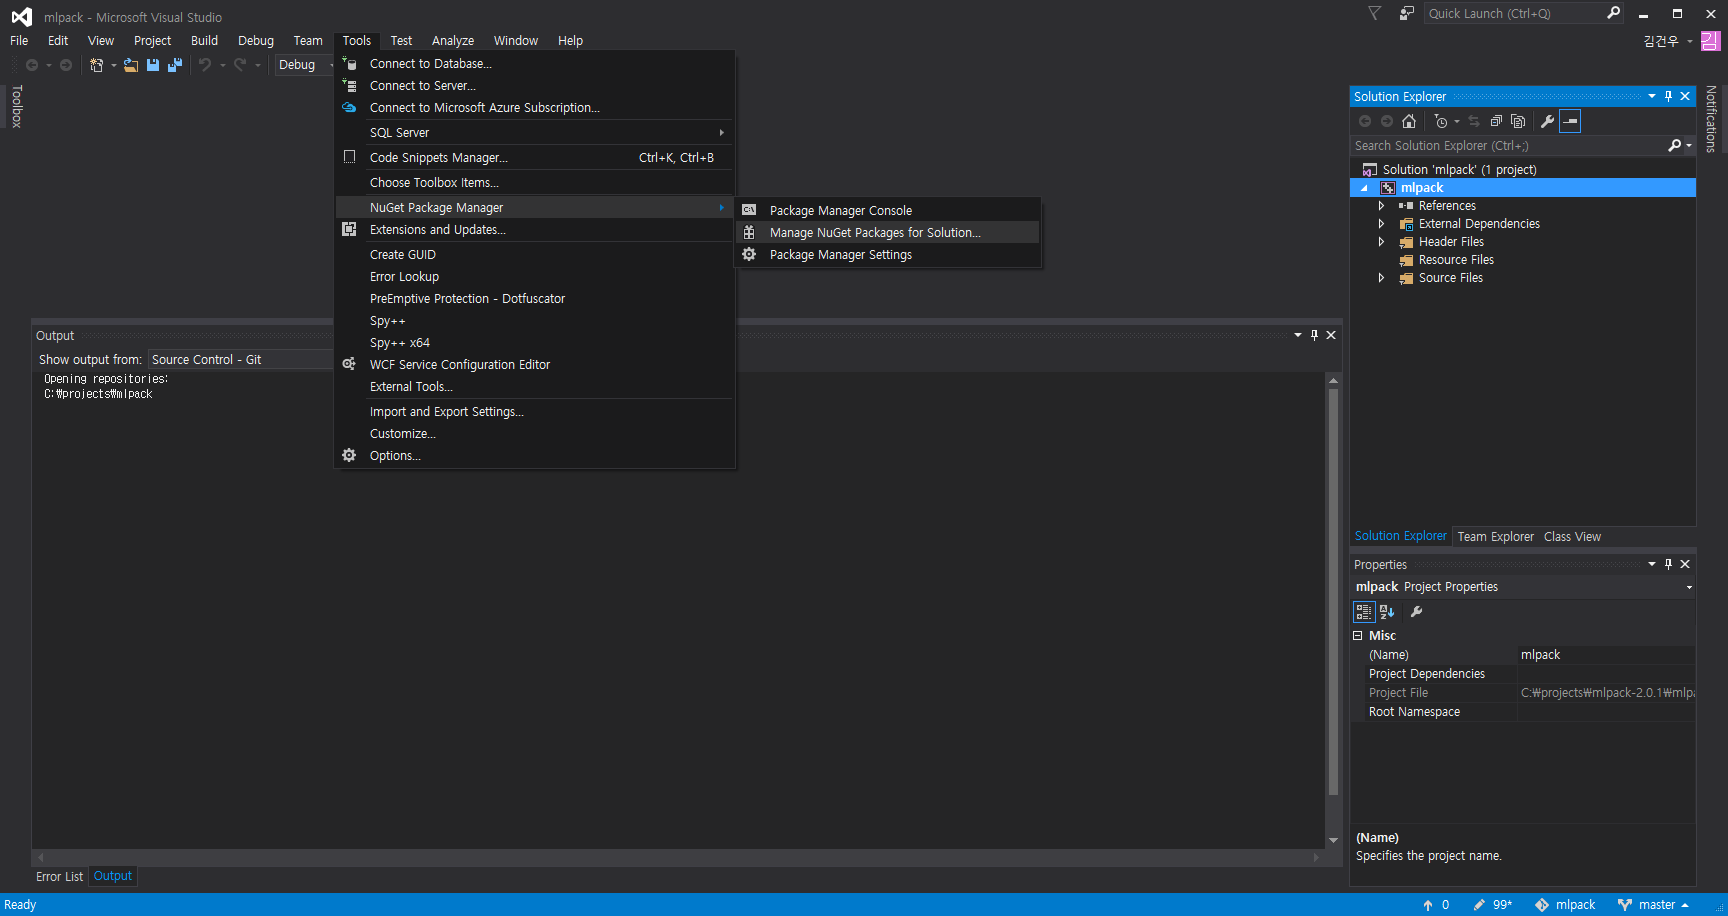 mlpack - Microsoft Visual Studio
Quick Launch (Ctrl+Q)
File Edit View Project Build Debug Team Tools Test Analyze Window Help
김건우
김
Debug
Toolbox
Connect to Database...
Connect to Server...
Connect to Microsoft Azure Subscription...
SQL Server
Code Snippets Manager... Ctrl+K, Ctrl+B
Choose Toolbox Items...
NuGet Package Manager
Extensions and Updates...
Create GUID
Error Lookup
PreEmptive Protection - Dotfuscator
Spy++
Spy++ x64
WCF Service Configuration Editor
External Tools...
Import and Export Settings...
Customize...
Options...
Package Manager Console
Manage NuGet Packages for Solution...
Package Manager Settings
Output
Show output from: Source Control - Git
Opening repositories:
C:₩projects₩mlpack
Error List Output
Solution Explorer
Search Solution Explorer (Ctrl+;)
Solution 'mlpack' (1 project)
mlpack
References
External Dependencies
Header Files
Resource Files
Source Files
Solution Explorer Team Explorer Class View
Properties
mlpack Project Properties
Misc
(Name) mlpack
Project Dependencies
Project File C:₩projects₩mlpack-2.0.1₩mlpa
Root Namespace
(Name)
Specifies the project name.
Notifications
Ready
0 99* mlpack master